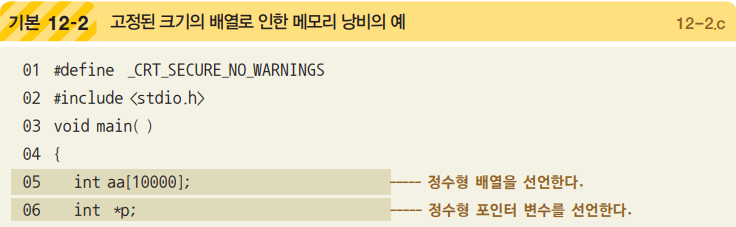 기본 12-2 고정된 크기의 배열로 인한 메모리 낭비의 예 12-2.c
01 #define _CRT_SECURE_NO_WARNINGS
02 #include <stdio.h>
03 void main( )
04 {
05 int aa[10000]; ----- 정수형 배열을 선언한다.
06 int *p; ----- 정수형 포인터 변수를 선언한다.